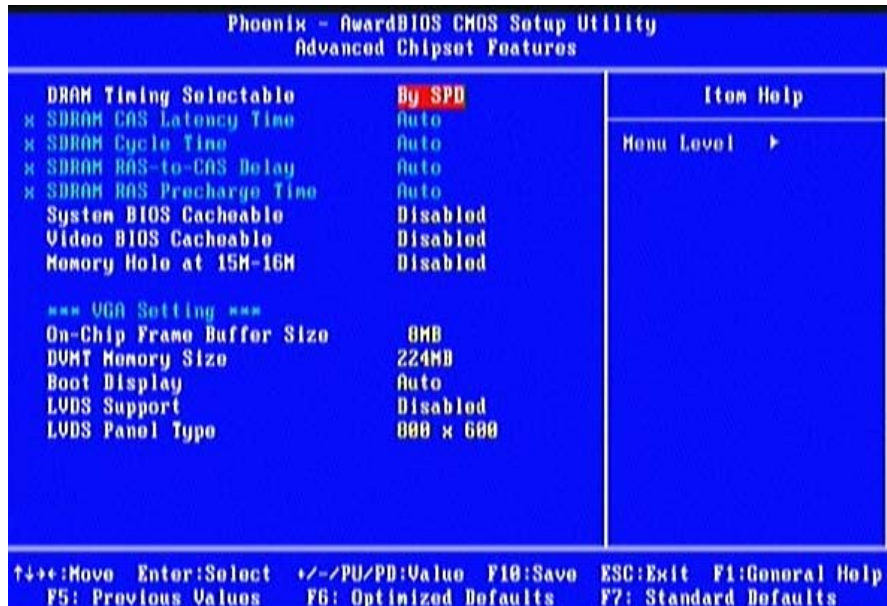 Phoenix - AwardBIOS CMOS Setup Utility
Advanced Chipset Features
DRAM Timing Selectable By SPD
x SDRAM CAS Latency Time Auto
x SDRAM Cycle Time Auto
x SDRAM RAS-to-CAS Delay Auto
x SDRAM RAS Precharge Time Auto
System BIOS Cacheable Disabled
Video BIOS Cacheable Disabled
Memory Hole at 15M-16M Disabled
*** VGA Setting ***
On-Chip Frame Buffer Size 8MB
DVMT Memory Size 224MB
Boot Display Auto
LVDS Support Disabled
LVDS Panel Type 800 x 600
Item Help
Menu Level ▸
↑↓→←:Move Enter:Select +/-/PU/PD:Value F10:Save ESC:Exit F1:General Help
F5: Previous Values F6: Optimized Defaults F7: Standard Defaults